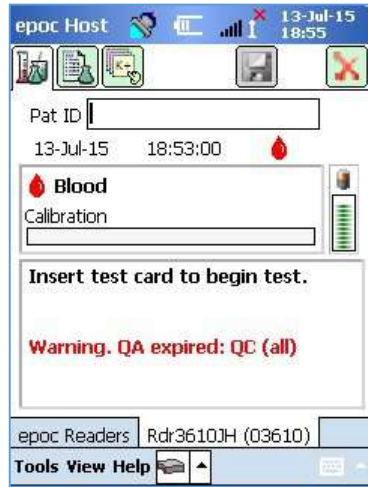 epoc Host 13-Jul-15
18:55
K+
Pat ID
13-Jul-15 18:53:00
Blood
Calibration
Insert test card to begin test.
Warning. QA expired: QC (all)
epoc Readers Rdr3610JH (03610)
Tools View Help